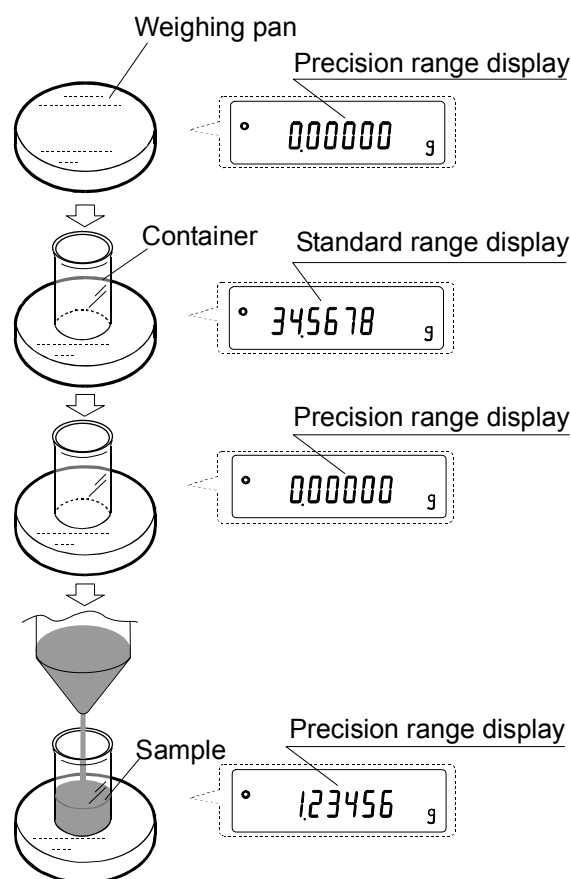 Weighing pan
Precision range display
0.00000 g
Container
Standard range display
34.5678 g
Precision range display
0.00000 g
Precision range display
Sample
1.23456 g